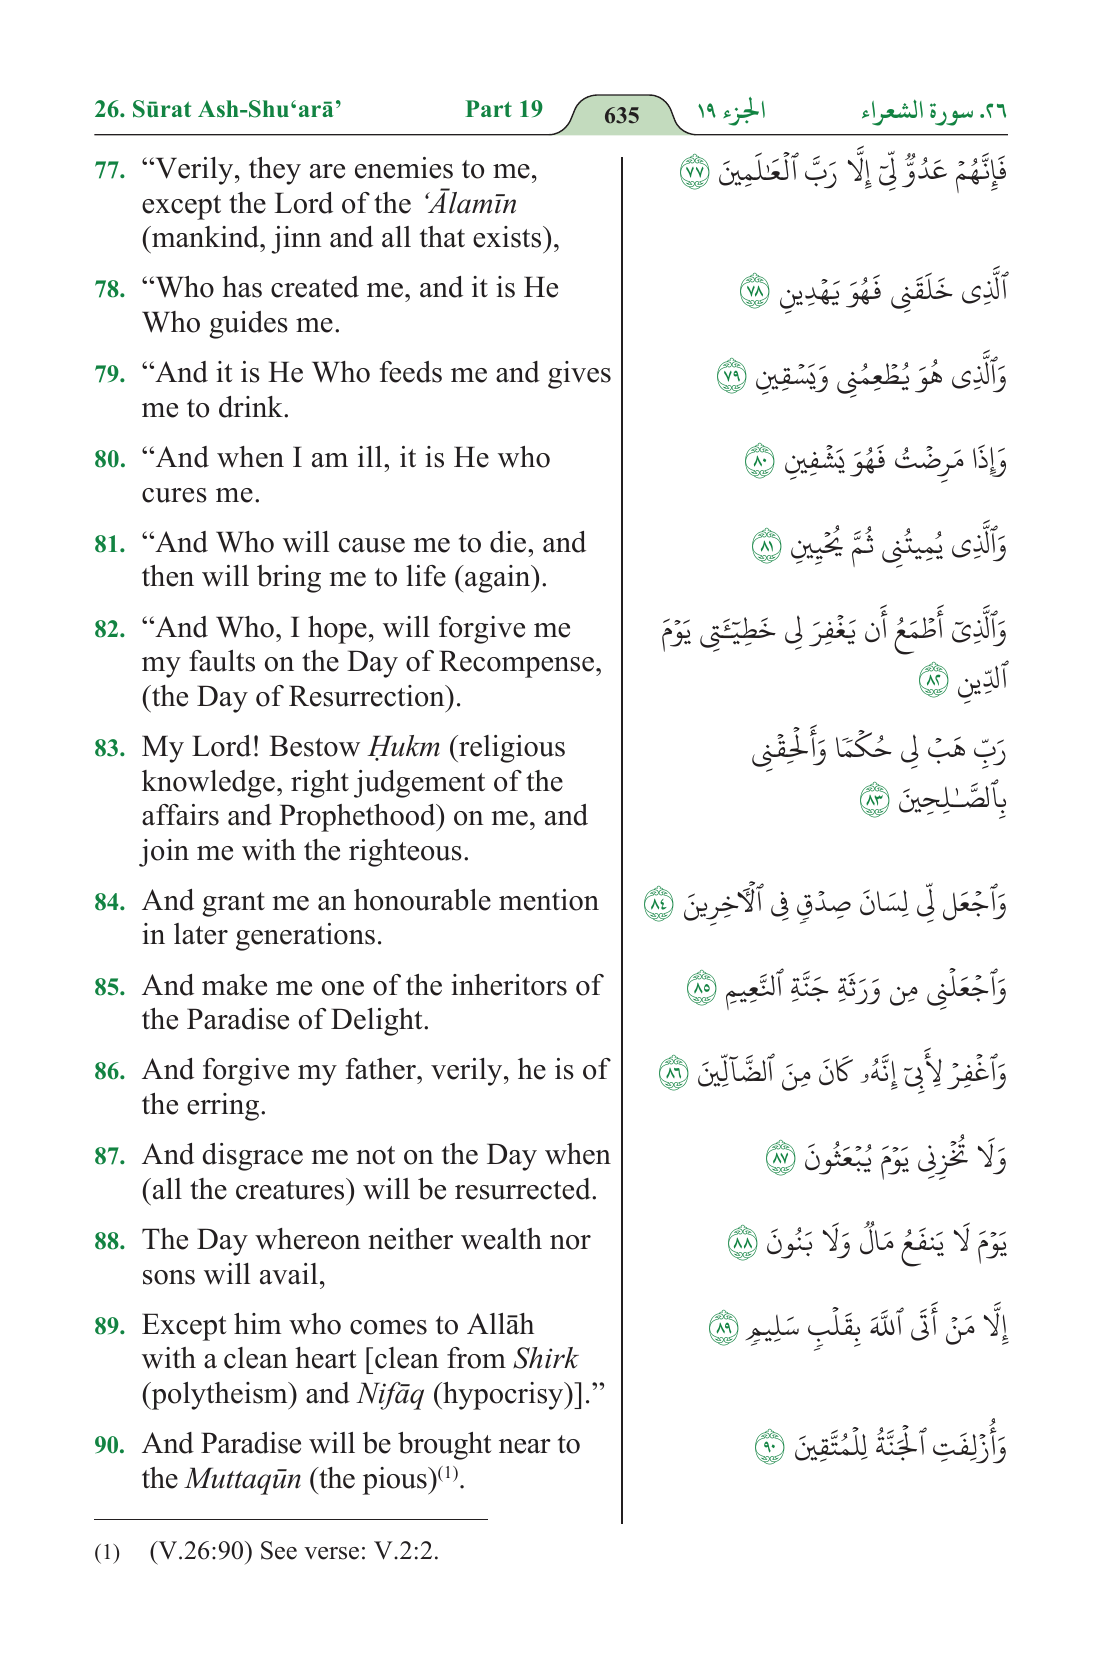 26. Sūrat Ash-Shu‘arā’ Part 19 635 الجزء ١٩ ٢٦. سورة الشعراء
77. “Verily, they are enemies to me,
except the Lord of the ‘Ālamīn
(mankind, jinn and all that exists),
فَإِنَّهُمْ عَدُوٌّ لِّىٓ إِلَّا رَبَّ ٱلْعَـٰلَمِينَ ٧٧
78. “Who has created me, and it is He
Who guides me.
ٱلَّذِى خَلَقَنِى فَهُوَ يَهْدِينِ ٧٨
79. “And it is He Who feeds me and gives
me to drink.
وَٱلَّذِى هُوَ يُطْعِمُنِى وَيَسْقِينِ ٧٩
80. “And when I am ill, it is He who
cures me.
وَإِذَا مَرِضْتُ فَهُوَ يَشْفِينِ ٨٠
81. “And Who will cause me to die, and
then will bring me to life (again).
وَٱلَّذِى يُمِيتُنِى ثُمَّ يُحْيِينِ ٨١
82. “And Who, I hope, will forgive me
my faults on the Day of Recompense,
(the Day of Resurrection).
وَٱلَّذِىٓ أَطْمَعُ أَن يَغْفِرَ لِى خَطِيٓـَٔتِى يَوْمَ
ٱلدِّينِ ٨٢
83. My Lord! Bestow Ḥukm (religious
knowledge, right judgement of the
affairs and Prophethood) on me, and
join me with the righteous.
رَبِّ هَبْ لِى حُكْمًا وَأَلْحِقْنِى
بِٱلصَّـٰلِحِينَ ٨٣
84. And grant me an honourable mention
in later generations.
وَٱجْعَل لِّى لِسَانَ صِدْقٍ فِى ٱلْـَٔاخِرِينَ ٨٤
85. And make me one of the inheritors of
the Paradise of Delight.
وَٱجْعَلْنِى مِن وَرَثَةِ جَنَّةِ ٱلنَّعِيمِ ٨٥
86. And forgive my father, verily, he is of
the erring.
وَٱغْفِرْ لِأَبِىٓ إِنَّهُۥ كَانَ مِنَ ٱلضَّآلِّينَ ٨٦
87. And disgrace me not on the Day when
(all the creatures) will be resurrected.
وَلَا تُخْزِنِى يَوْمَ يُبْعَثُونَ ٨٧
88. The Day whereon neither wealth nor
sons will avail,
يَوْمَ لَا يَنفَعُ مَالٌ وَلَا بَنُونَ ٨٨
89. Except him who comes to Allāh
with a clean heart [clean from Shirk
(polytheism) and Nifāq (hypocrisy)].”
إِلَّا مَنْ أَتَى ٱللَّهَ بِقَلْبٍ سَلِيمٍ ٨٩
90. And Paradise will be brought near to
the Muttaqūn (the pious)(1).
وَأُزْلِفَتِ ٱلْجَنَّةُ لِلْمُتَّقِينَ ٩٠
(1) (V.26:90) See verse: V.2:2.